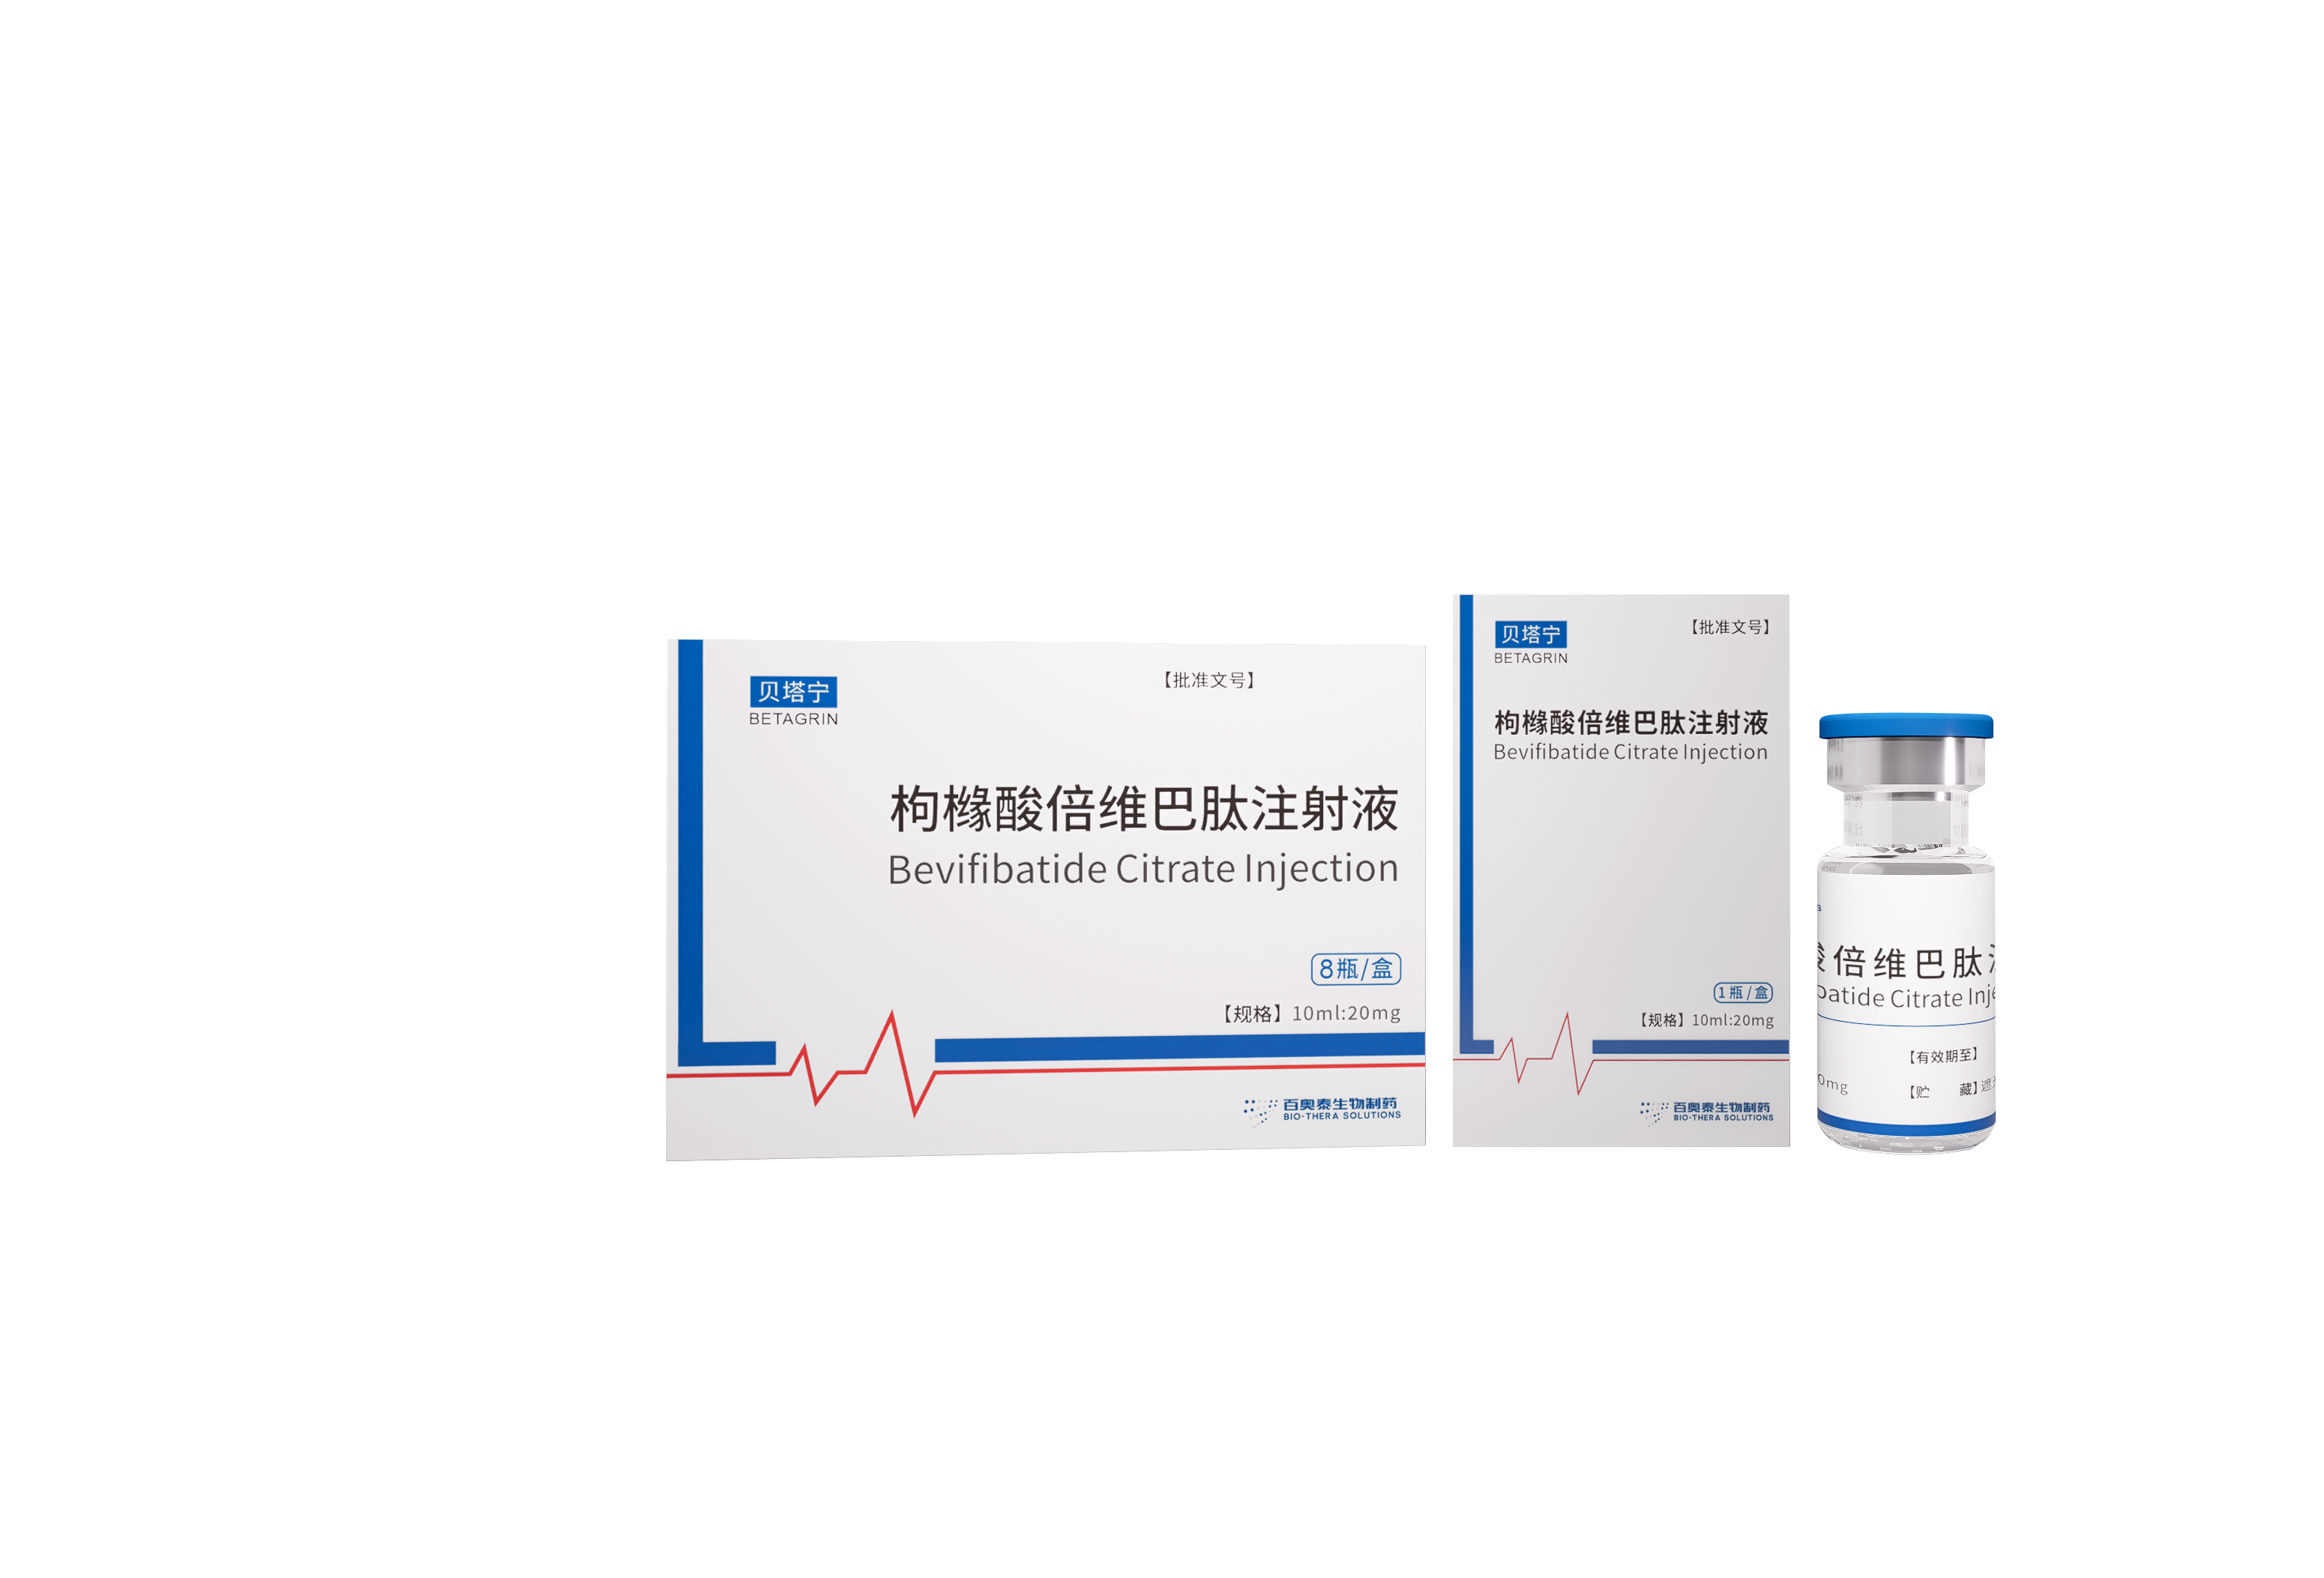 贝塔宁
BETAGRIN
【批准文号】
枸橼酸倍维巴肽注射液
Bevifibatide Citrate Injection
8瓶/盒
【规格】10ml:20mg
百奥泰生物制药
BIO-THERA SOLUTIONS
贝塔宁
BETAGRIN
【批准文号】
枸橼酸倍维巴肽注射液
Bevifibatide Citrate Injection
1瓶/盒
【规格】10ml:20mg
百奥泰生物制药
BIO-THERA SOLUTIONS
倍维巴肽
batide Citrate Inje
【有效期至】
0mg
【贮 藏】遮